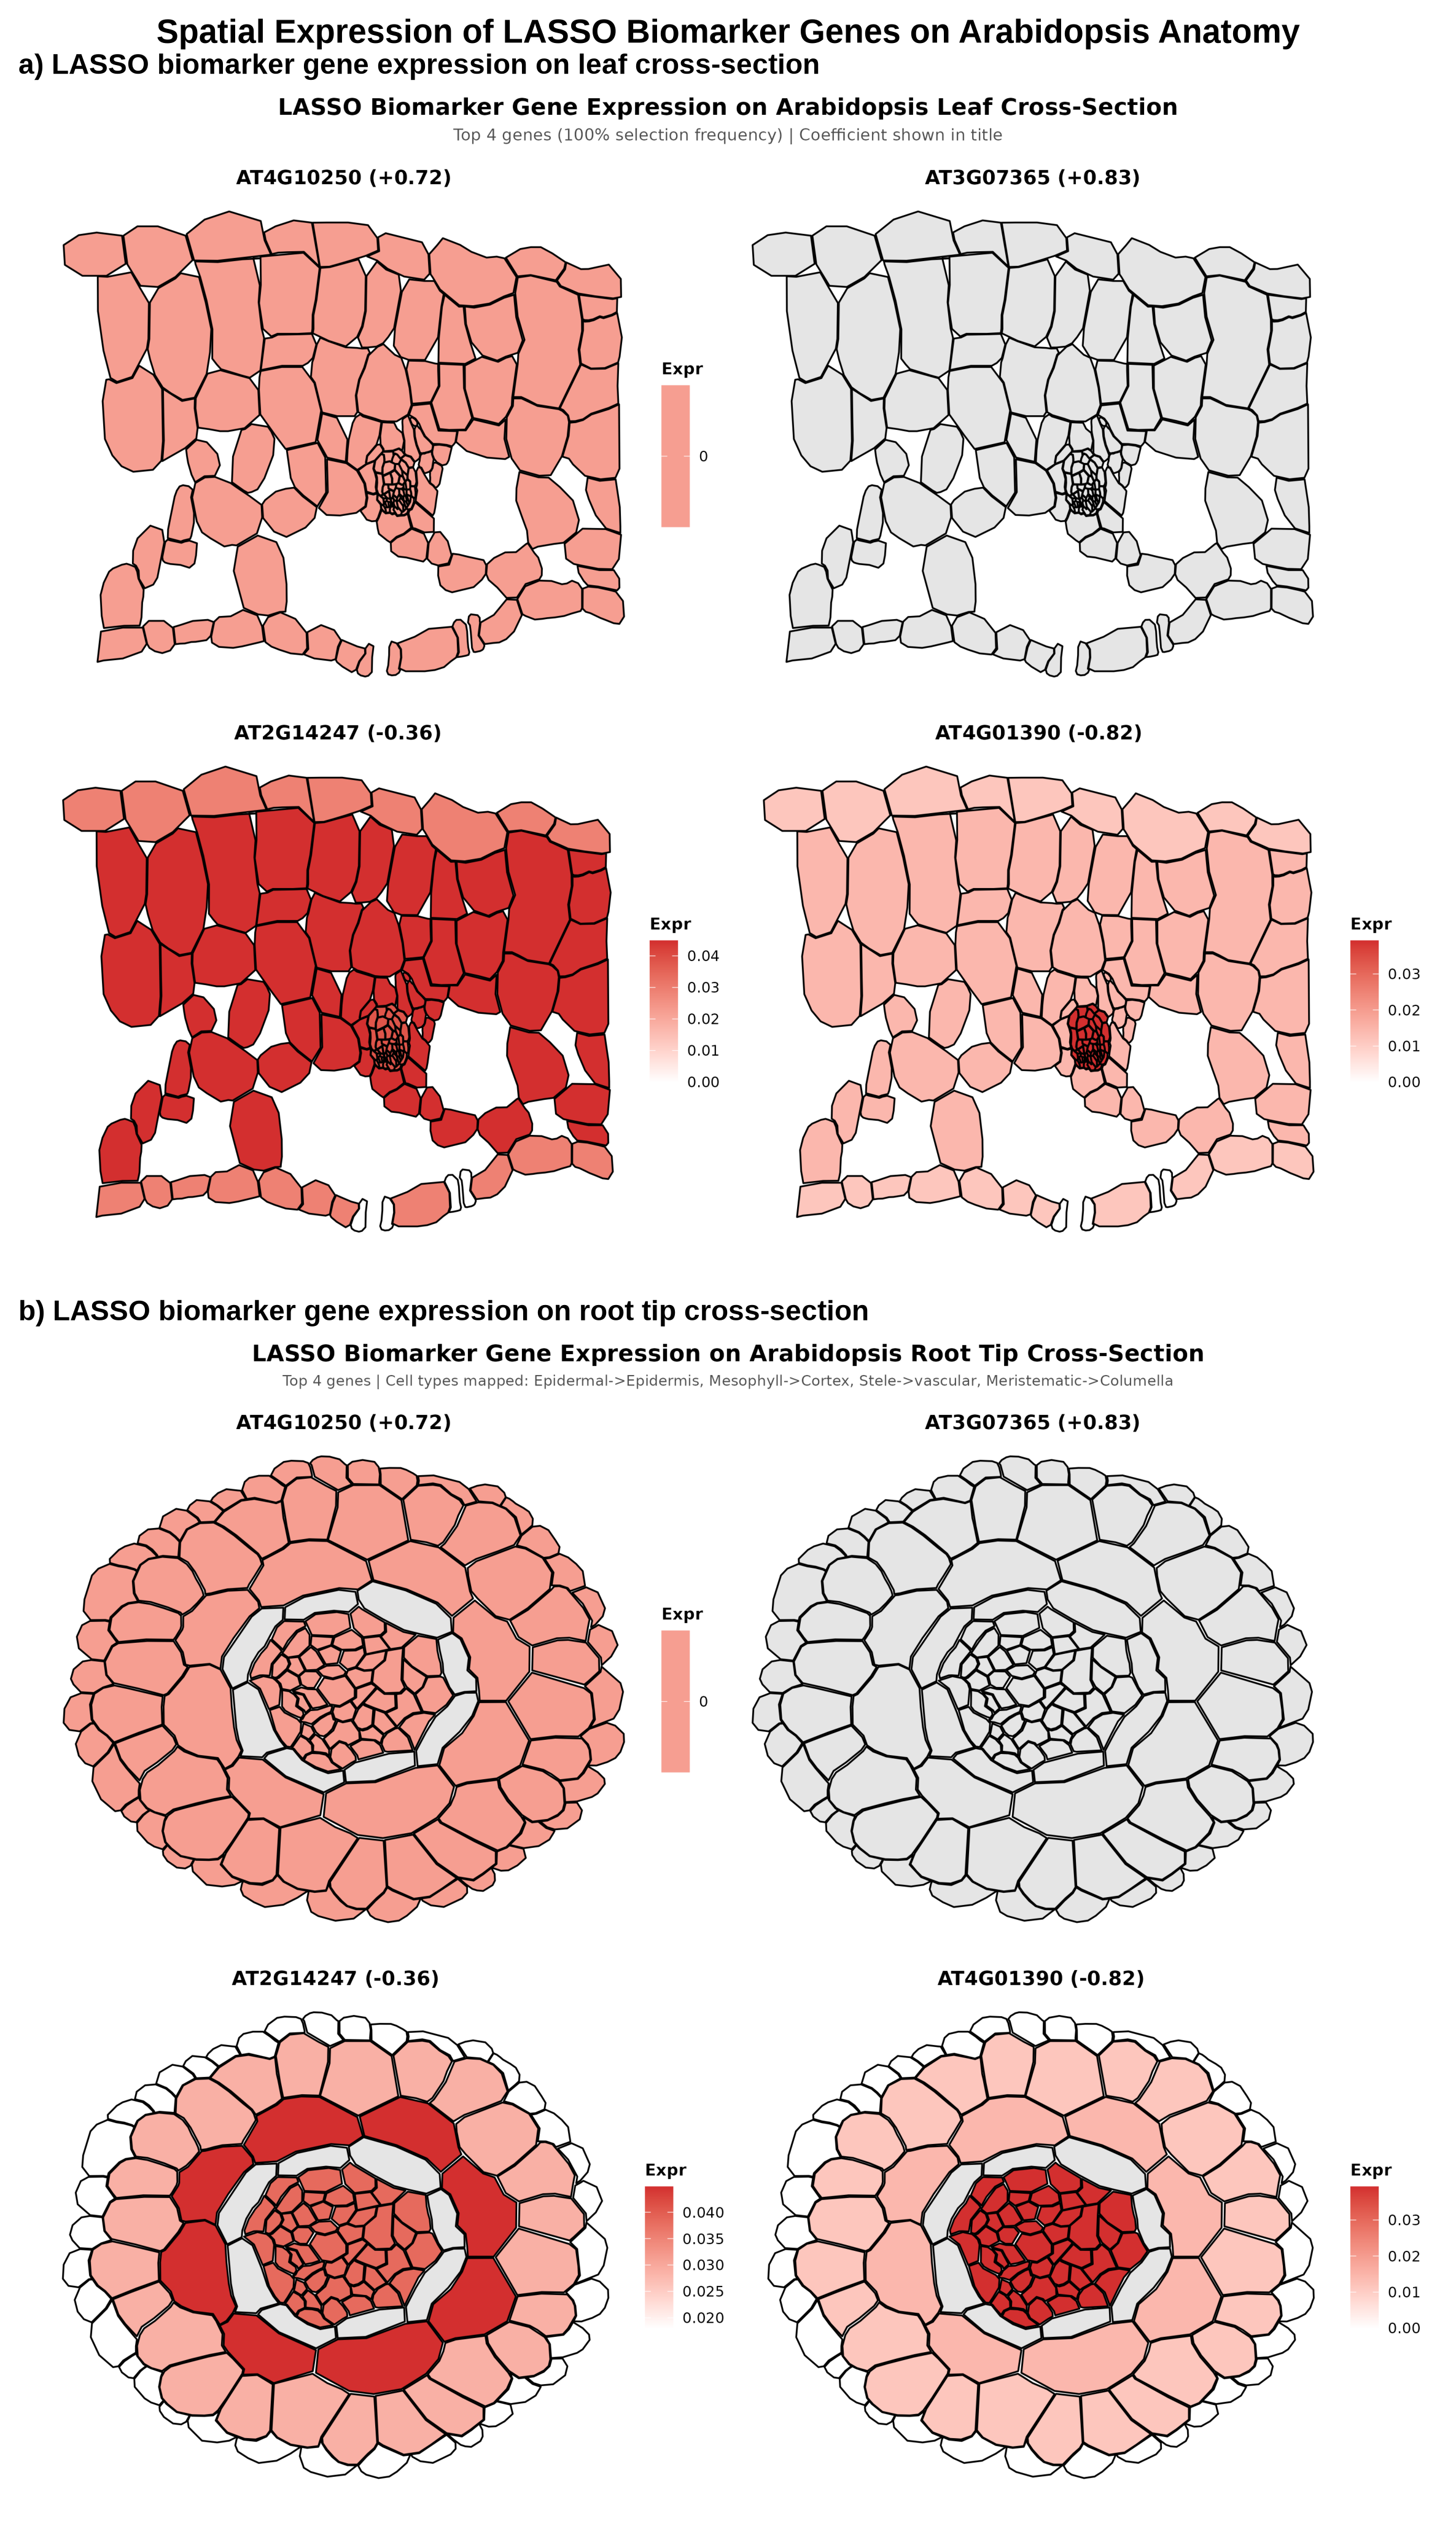 Spatial Expression of LASSO Biomarker Genes on Arabidopsis Anatomy
a) LASSO biomarker gene expression on leaf cross-section
LASSO Biomarker Gene Expression on Arabidopsis Leaf Cross-Section
Top 4 genes (100% selection frequency) | Coefficient shown in title
AT4G10250 (+0.72)
AT3G07365 (+0.83)
Expr
0
AT2G14247 (-0.36)
AT4G01390 (-0.82)
Expr
0.04
0.03
0.02
0.01
0.00
Expr
0.03
0.02
0.01
0.00
b) LASSO biomarker gene expression on root tip cross-section
LASSO Biomarker Gene Expression on Arabidopsis Root Tip Cross-Section
Top 4 genes | Cell types mapped: Epidermal->Epidermis, Mesophyll->Cortex, Stele->vascular, Meristematic->Columella
AT4G10250 (+0.72)
AT3G07365 (+0.83)
Expr
0
AT2G14247 (-0.36)
AT4G01390 (-0.82)
Expr
0.040
0.035
0.030
0.025
0.020
Expr
0.03
0.02
0.01
0.00